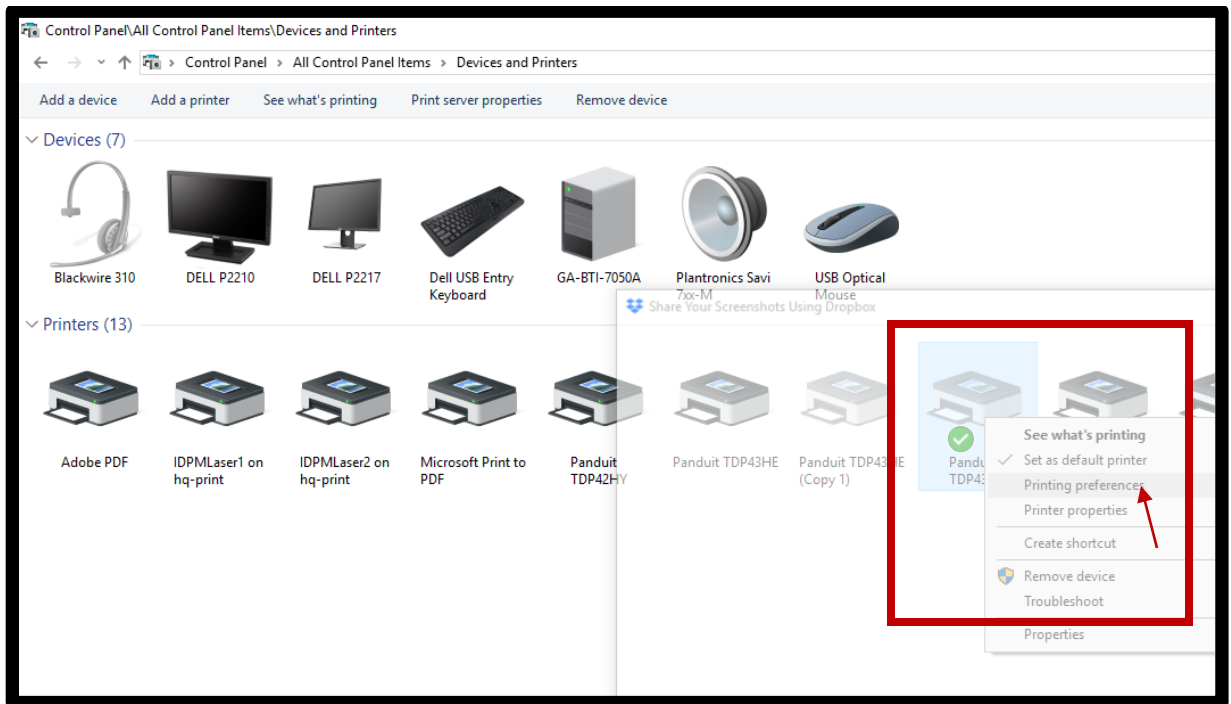 Control Panel\All Control Panel Items\Devices and Printers
Control Panel > All Control Panel Items > Devices and Printers
Add a device Add a printer See what's printing Print server properties Remove device
Devices (7)
Blackwire 310
DELL P2210
DELL P2217
Dell USB Entry
Keyboard
GA-BTI-7050A
Plantronics Savi
7xx-M
USB Optical
Mouse
Share Your Screenshots Using Dropbox
Printers (13)
Adobe PDF
IDPMLaser1 on
hq-print
IDPMLaser2 on
hq-print
Microsoft Print to
PDF
Panduit
TDP42HY
Panduit TDP43HE
Panduit TDP43HE
(Copy 1)
Pandu
TDP43
See what's printing
Set as default printer
Printing preferences
Printer properties
Create shortcut
Remove device
Troubleshoot
Properties